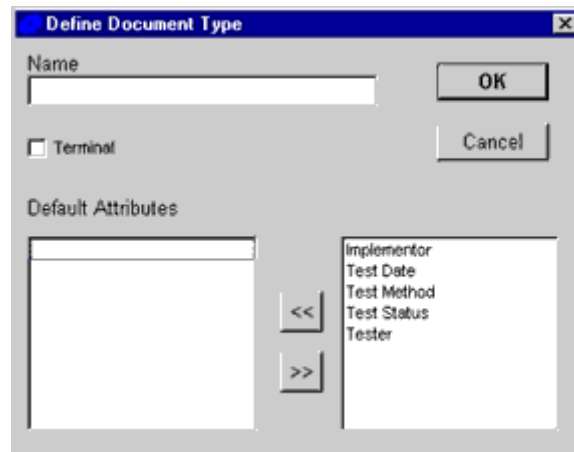 Define Document Type
Name
OK
Terminal
Cancel
Default Attributes
Implementor
Test Date
Test Method
<<
Test Status
Tester
>>